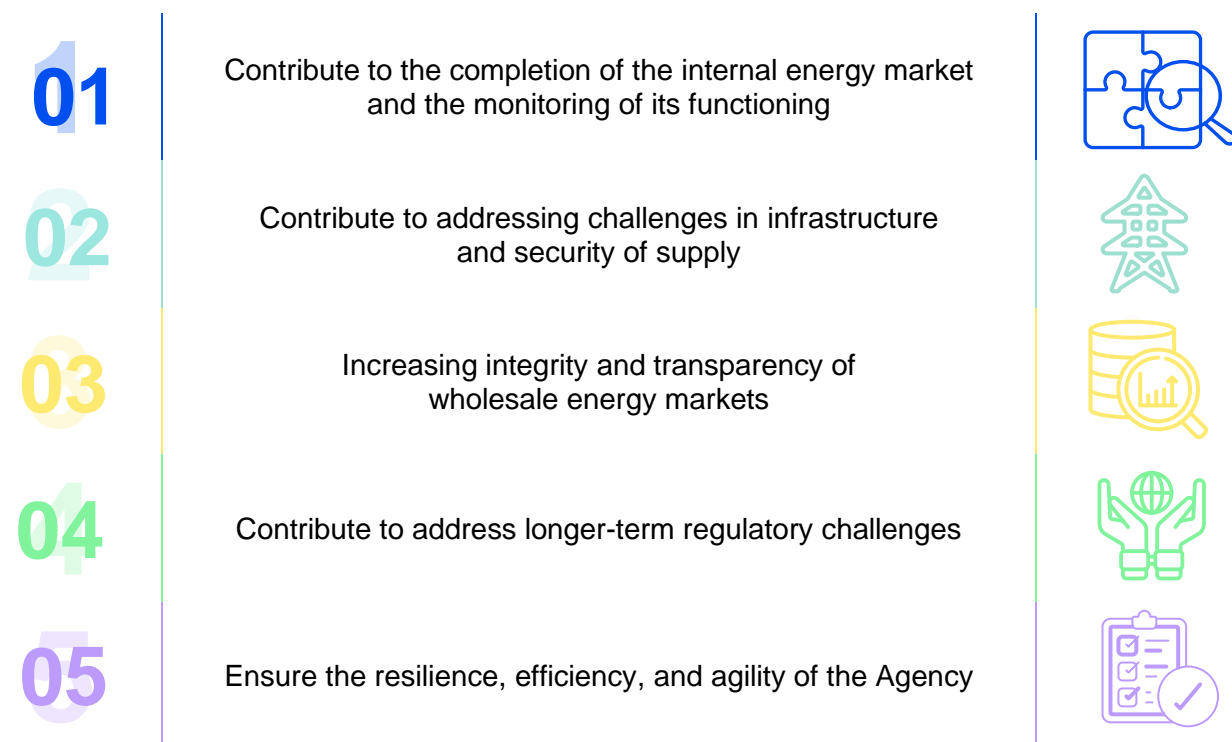 01
Contribute to the completion of the internal energy market
and the monitoring of its functioning
02
Contribute to addressing challenges in infrastructure
and security of supply
03
Increasing integrity and transparency of
wholesale energy markets
04
Contribute to address longer-term regulatory challenges
05
Ensure the resilience, efficiency, and agility of the Agency